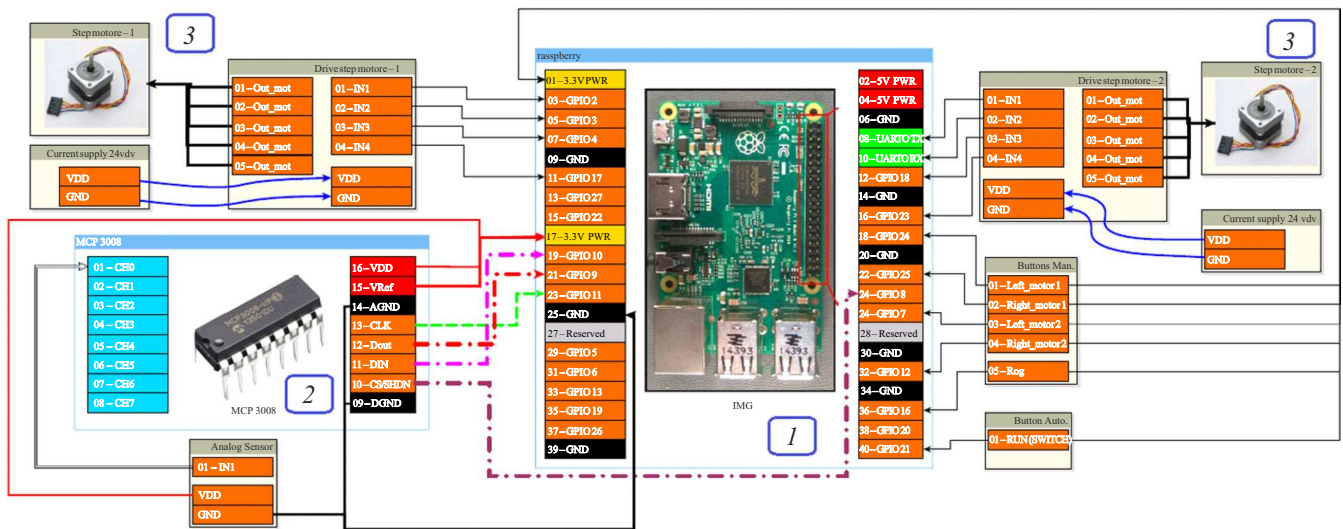 Step motore – 1
3
Drive step motore – 1
01 – Out_mot
02 – Out_mot
03 – Out_mot
04 – Out_mot
05 – Out_mot
01 – IN1
02 – IN2
03 – IN3
04 – IN4
VDD
GND
Current supply 24vdv
VDD
GND
MCP 3008
01 – CH0
02 – CH1
03 – CH2
04 – CH3
05 – CH4
06 – CH5
07 – CH6
08 – CH7
MCP 3008
2
16 – VDD
15 – VRef
14 – AGND
13 – CLK
12 – Dout
11 – DIN
10 – CS/SHDN
09 – DGND
Analog Sensor
01 – IN1
VDD
GND
rasspberry
01 – 3.3V PWR
03 – GPIO 2
05 – GPIO 3
07 – GPIO 4
09 – GND
11 – GPIO 17
13 – GPIO 27
15 – GPIO 22
17 – 3.3V PWR
19 – GPIO 10
21 – GPIO 9
23 – GPIO 11
25 – GND
27 – Reserved
29 – GPIO 5
31 – GPIO 6
33 – GPIO 13
35 – GPIO 19
37 – GPIO 26
39 – GND
HDMI
14393
14393
IMG
1
02 – 5V PWR
04 – 5V PWR
06 – GND
08 – UARTOTX
10 – UARTORX
12 – GPIO 18
14 – GND
16 – GPIO 23
18 – GPIO 24
20 – GND
22 – GPIO 25
24 – GPIO 8
24 – GPIO 7
28 – Reserved
30 – GND
32 – GPIO 12
34 – GND
36 – GPIO 16
38 – GPIO 20
40 – GPIO 21
3
Drive step motore – 2
01 – IN1
02 – IN2
03 – IN3
04 – IN4
VDD
GND
01 – Out_mot
02 – Out_mot
03 – Out_mot
04 – Out_mot
05 – Out_mot
Step motore – 2
Current supply 24 vdv
VDD
GND
Buttons Man.
01 – Left_motor1
02 – Right_motor1
03 – Left_motor2
04 – Right_motor2
05 – Rog
Button Auto.
01 – RUN (SWITCH)